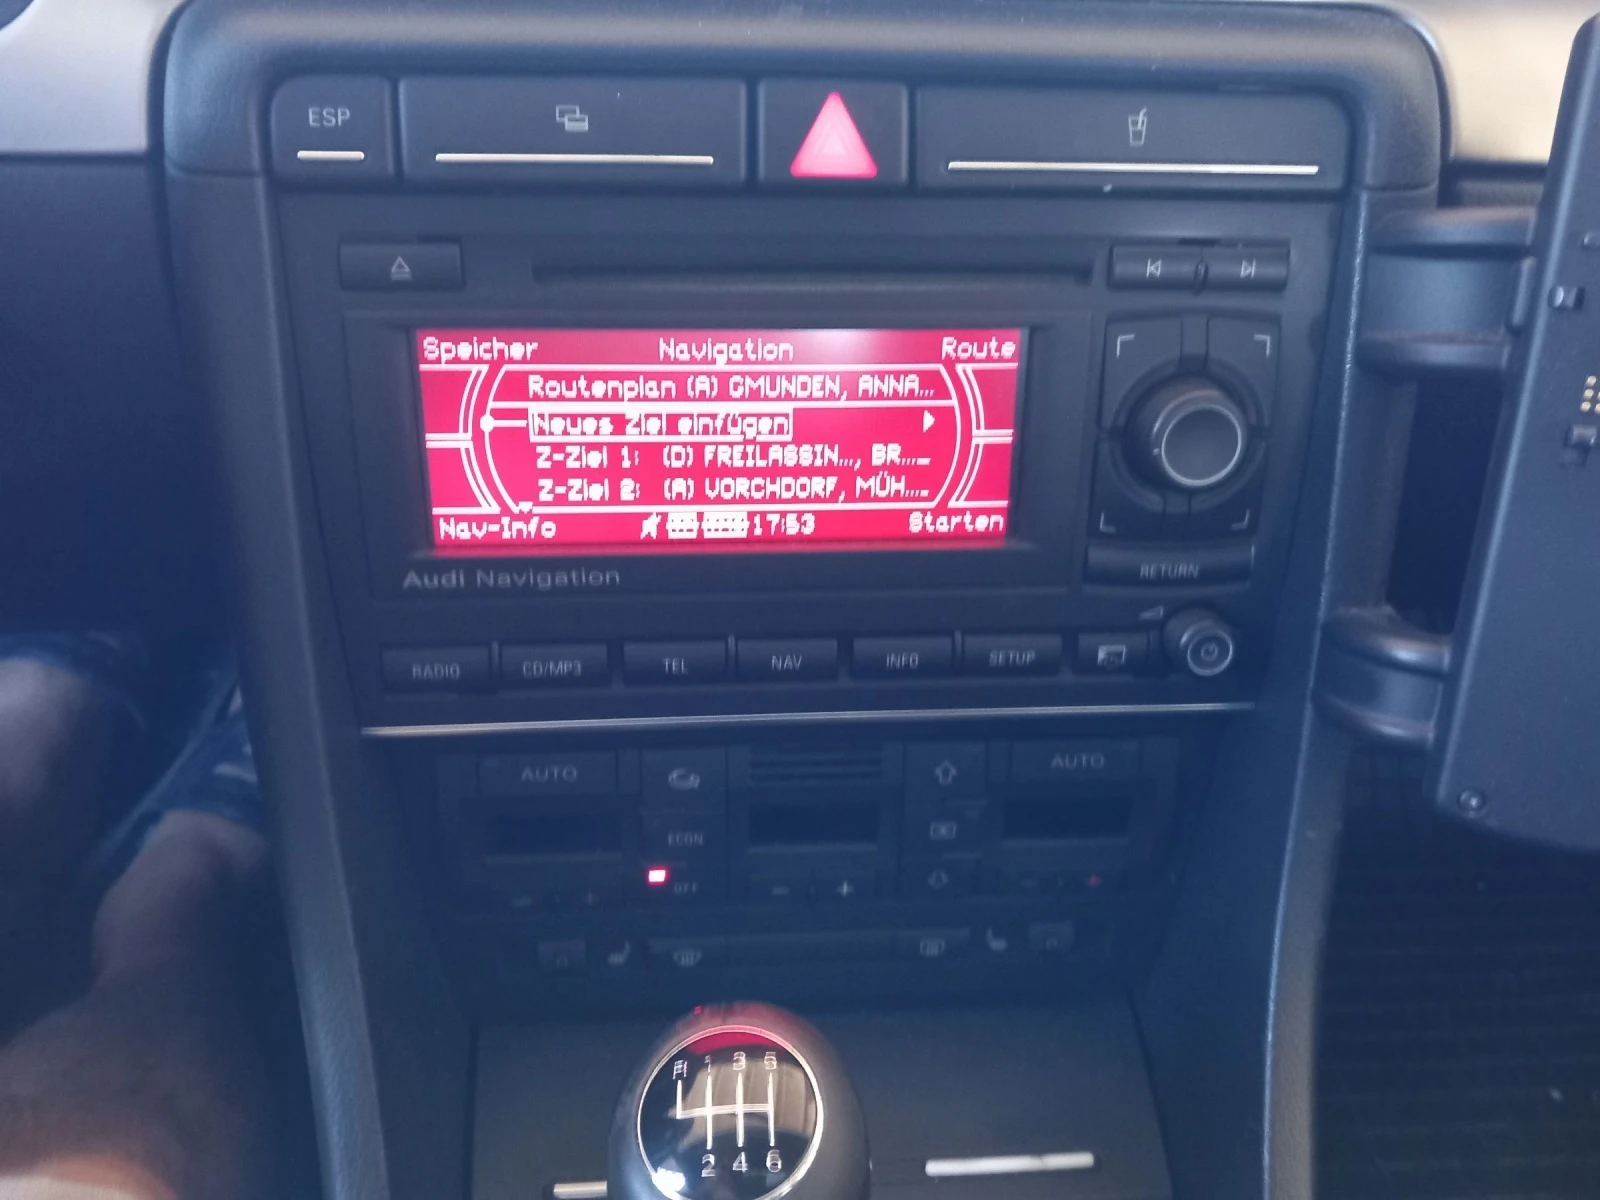 ESP
Speicher Navigation Route
Routenplan (A) GMUNDEN, ANNA...
Neues Ziel einfügen
Z-Ziel 1: (D) FREILASSIN..., BR...
Z-Ziel 2: (A) VORCHDORF, MÜH...
Nav-Info 17:53 Starten
Audi Navigation
RETURN
RADIO CD/MP3 TEL NAV INFO SETUP
AUTO AUTO
ECON
OFF
R 1 3 5
2 4 6